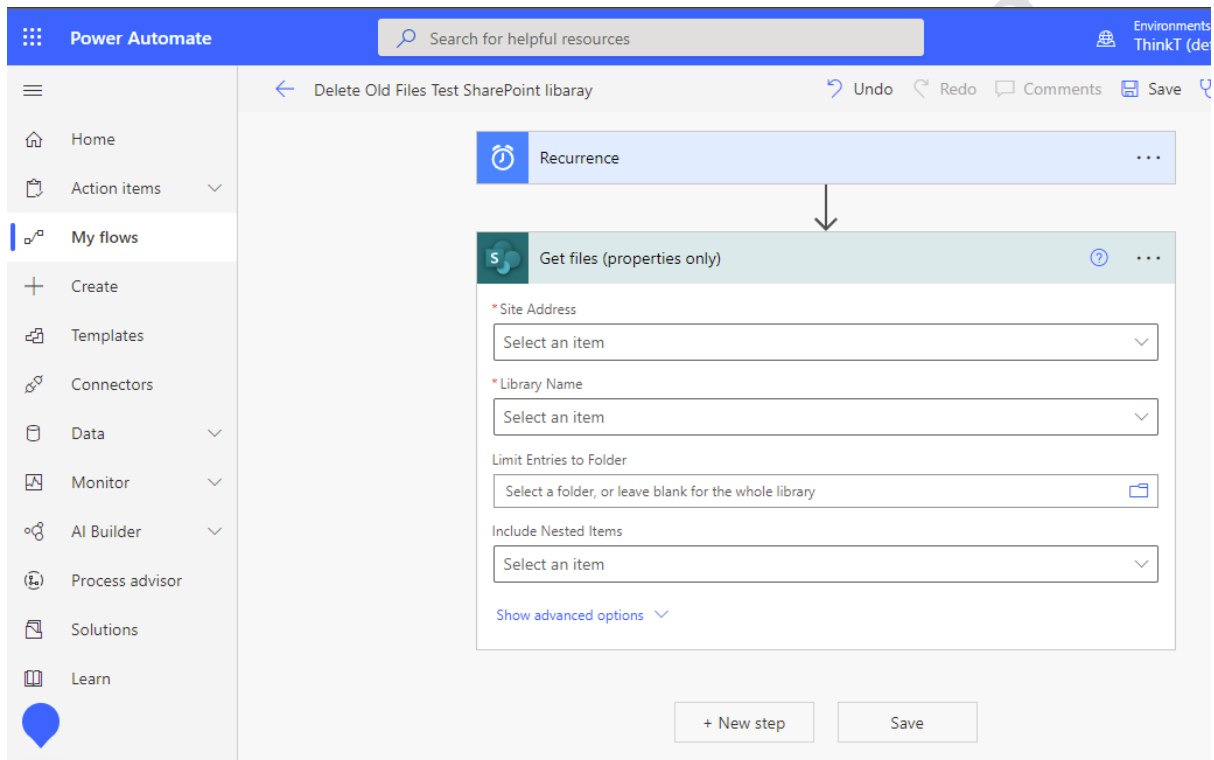 Power Automate
Search for helpful resources
Environments
ThinkT (def
Delete Old Files Test SharePoint libaray
Undo
Redo
Comments
Save
Home
Action items
My flows
Create
Templates
Connectors
Data
Monitor
AI Builder
Process advisor
Solutions
Learn
Recurrence
...
S
Get files (properties only)
?
...
* Site Address
Select an item
* Library Name
Select an item
Limit Entries to Folder
Select a folder, or leave blank for the whole library
Include Nested Items
Select an item
Show advanced options
+ New step
Save